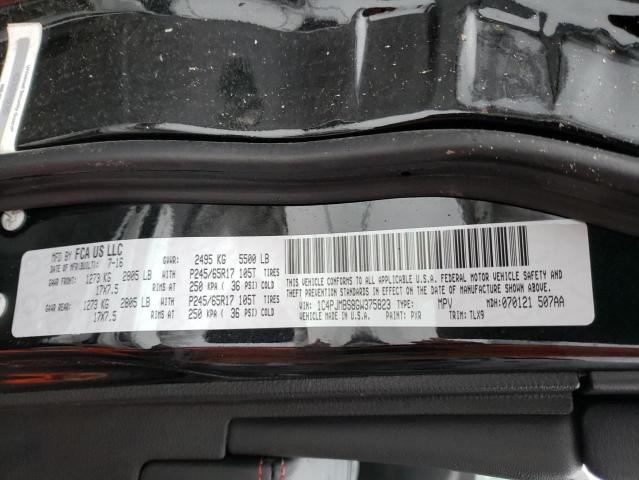 MFD BY FCA US LLC
DATE OF MFR(BUILT): 7-16
GVWR: 2495 KG 5500 LB
GAWR FRONT: 1273 KG 2805 LB WITH P245/65R17 105T TIRES
17X7.5 RIMS AT 250 KPA ( 36 PSI) COLD
GAWR REAR: 1273 KG 2805 LB WITH P245/65R17 105T TIRES
17X7.5 RIMS AT 250 KPA ( 36 PSI) COLD
THIS VEHICLE CONFORMS TO ALL APPLICABLE U.S.A. FEDERAL MOTOR VEHICLE SAFETY,
BUMPER, AND THEFT PREVENTION STANDARDS IN EFFECT ON THE DATE OF MANUFACTURE SHOWN ABOVE.
VIN: 1C4PJMBS8GW375823 TYPE: MPV MDH: 070121 507AA
VEHICLE MADE IN U.S.A. PAINT: PXR TRIM: TLX9